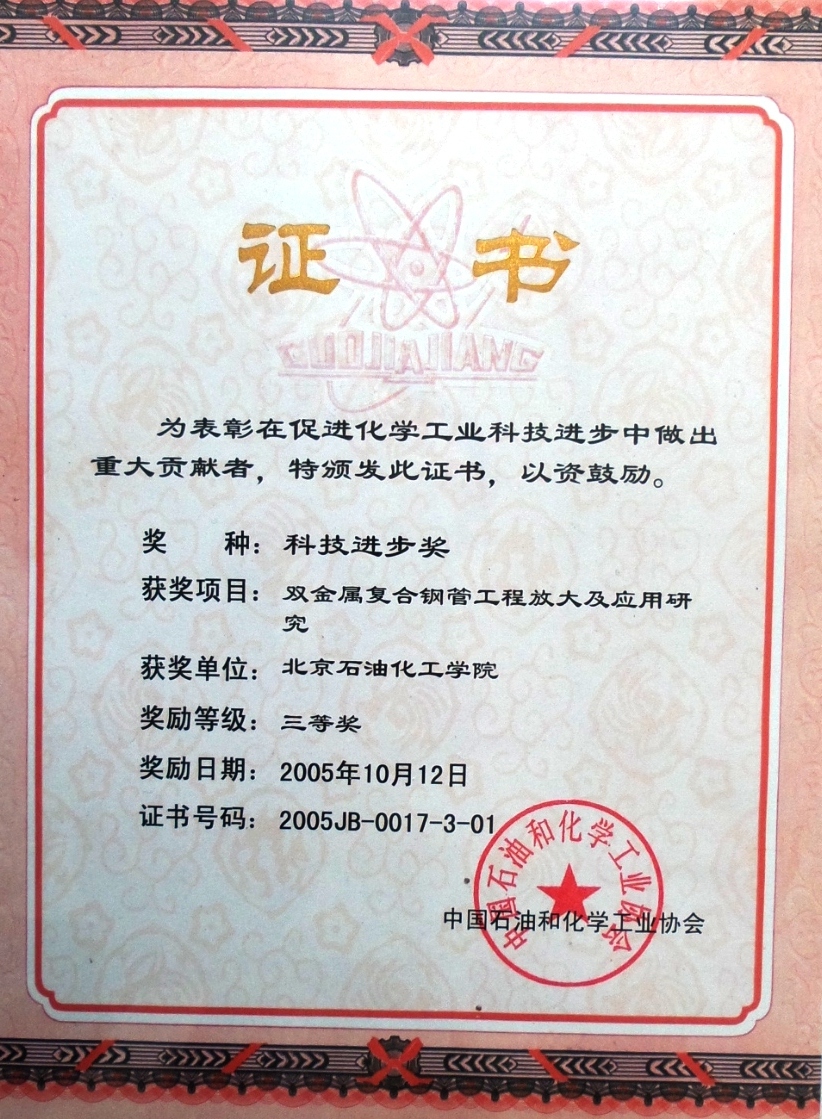 证书
GUOJIAJIANG
为表彰在促进化学工业科技进步中做出
重大贡献者，特颁发此证书，以资鼓励。
奖 种：科技进步奖
获奖项目：双金属复合钢管工程放大及应用研
究
获奖单位：北京石油化工学院
奖励等级：三等奖
奖励日期：2005年10月12日
证书号码：2005JB-0017-3-01
中国石油和化学工业协会
中国石油和化学工业协会